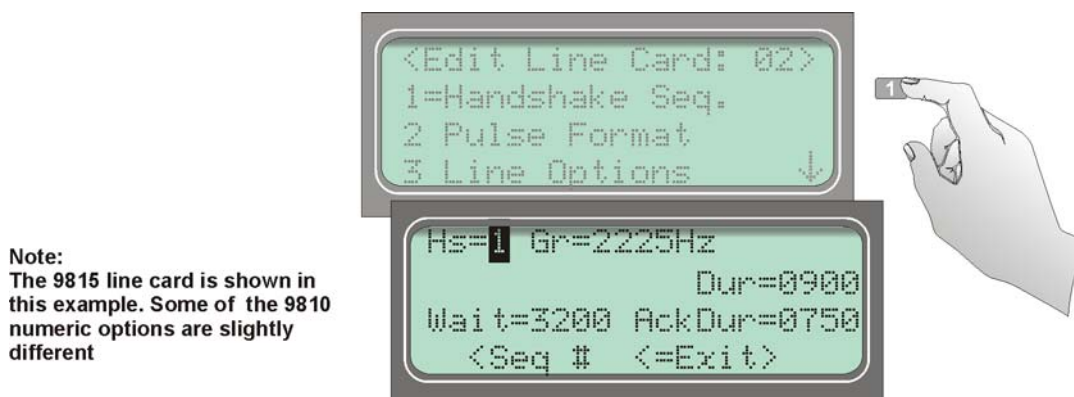 <Edit Line Card: 02>
1=Handshake Seq.
2 Pulse Format
3 Line Options ↓
1
Hs=1 Gr=2225Hz
Dur=0900
Wait=3200 AckDur=0750
<Seq # <=Exit>
Note:
The 9815 line card is shown in
this example. Some of the 9810
numeric options are slightly
different